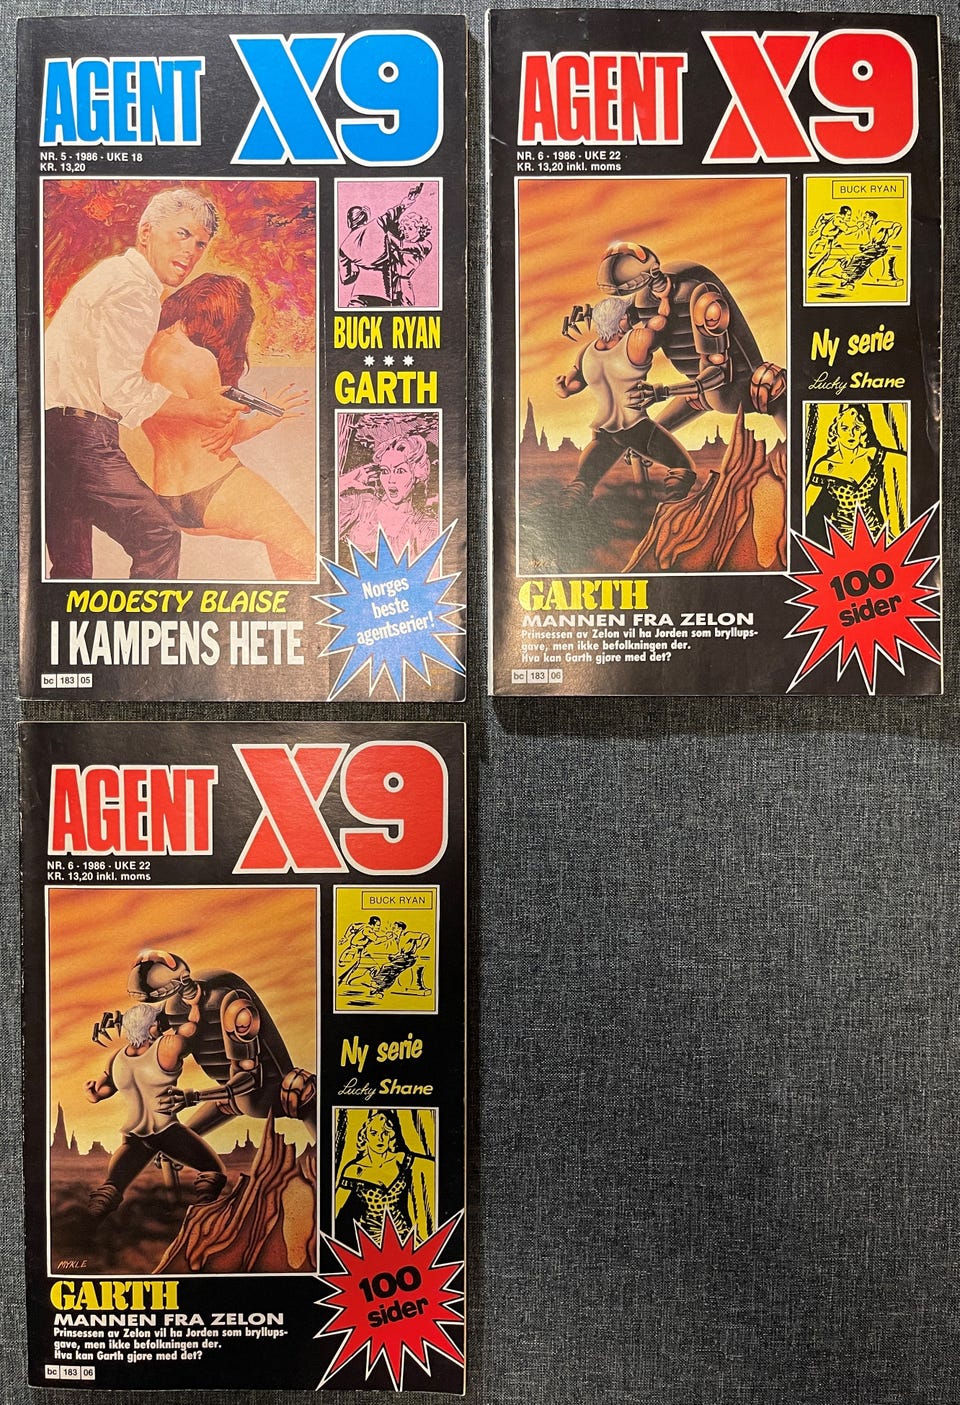 AGENT X9
NR. 5 - 1986 - UKE 18
KR. 13,20
BUCK RYAN
GARTH
Norges
beste
agentserier!
MODESTY BLAISE
I KAMPENS HETE
bc 183 05
AGENT X9
NR. 6 - 1986 - UKE 22
KR. 13,20 inkl. moms
BUCK RYAN
Ny serie
Lucky Shane
100
sider
GARTH
MANNEN FRA ZELON
Prinsessen av Zelon vil ha Jorden som bryllups-
gave, men ikke befolkningen der.
Hva kan Garth gjøre med det?
bc 183 06
AGENT X9
NR. 6 - 1986 - UKE 22
KR. 13,20 inkl. moms
BUCK RYAN
Ny serie
Lucky Shane
MYKLE
100
sider
GARTH
MANNEN FRA ZELON
Prinsessen av Zelon vil ha Jorden som bryllups-
gave, men ikke befolkningen der.
Hva kan Garth gjøre med det?
bc 183 06